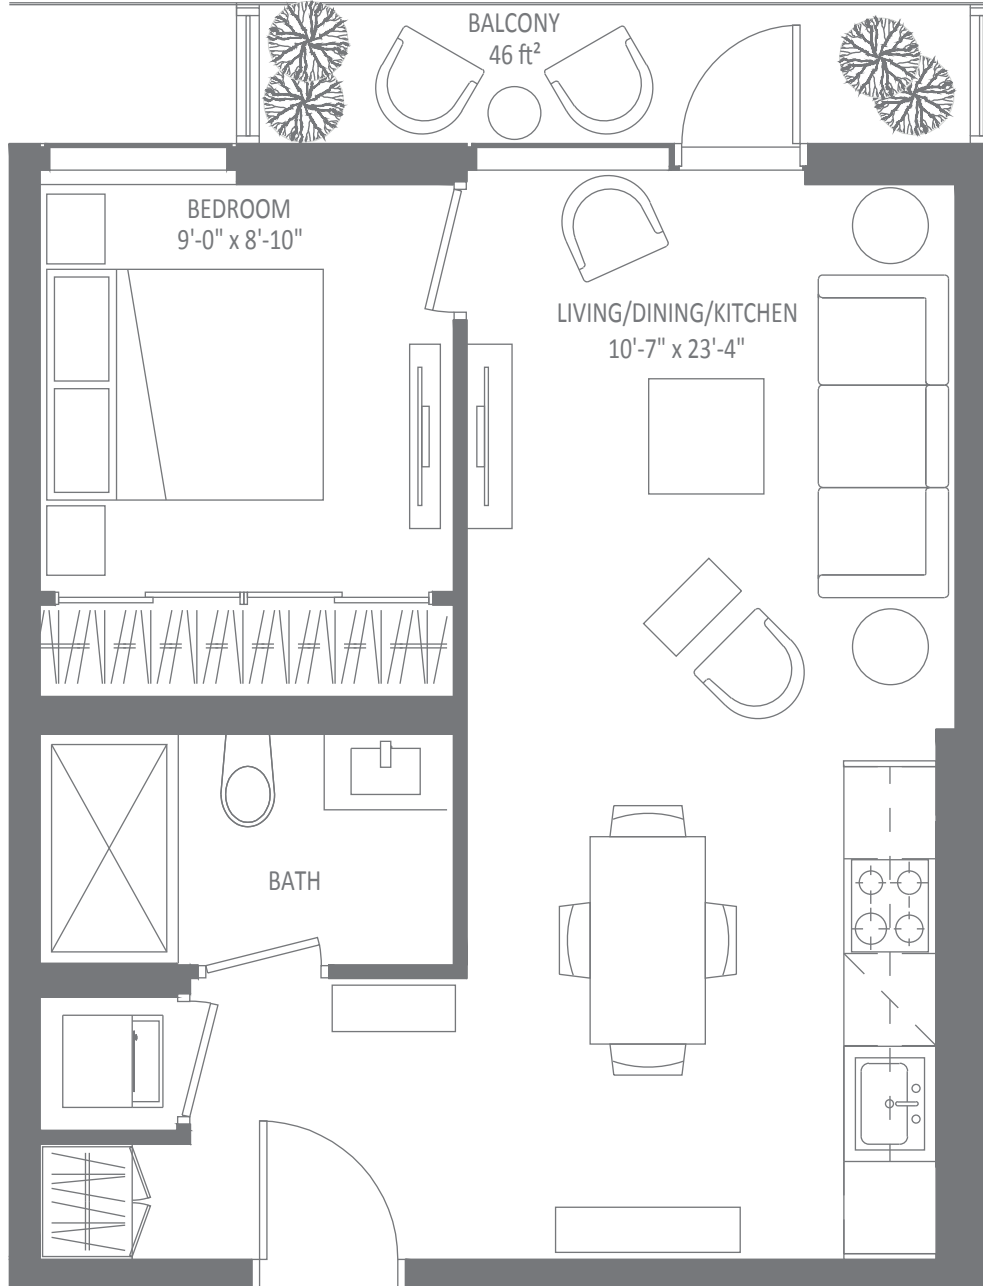 BALCONY
46 ft²
BEDROOM
9'-0" x 8'-10"
LIVING/DINING/KITCHEN
10'-7" x 23'-4"
BATH